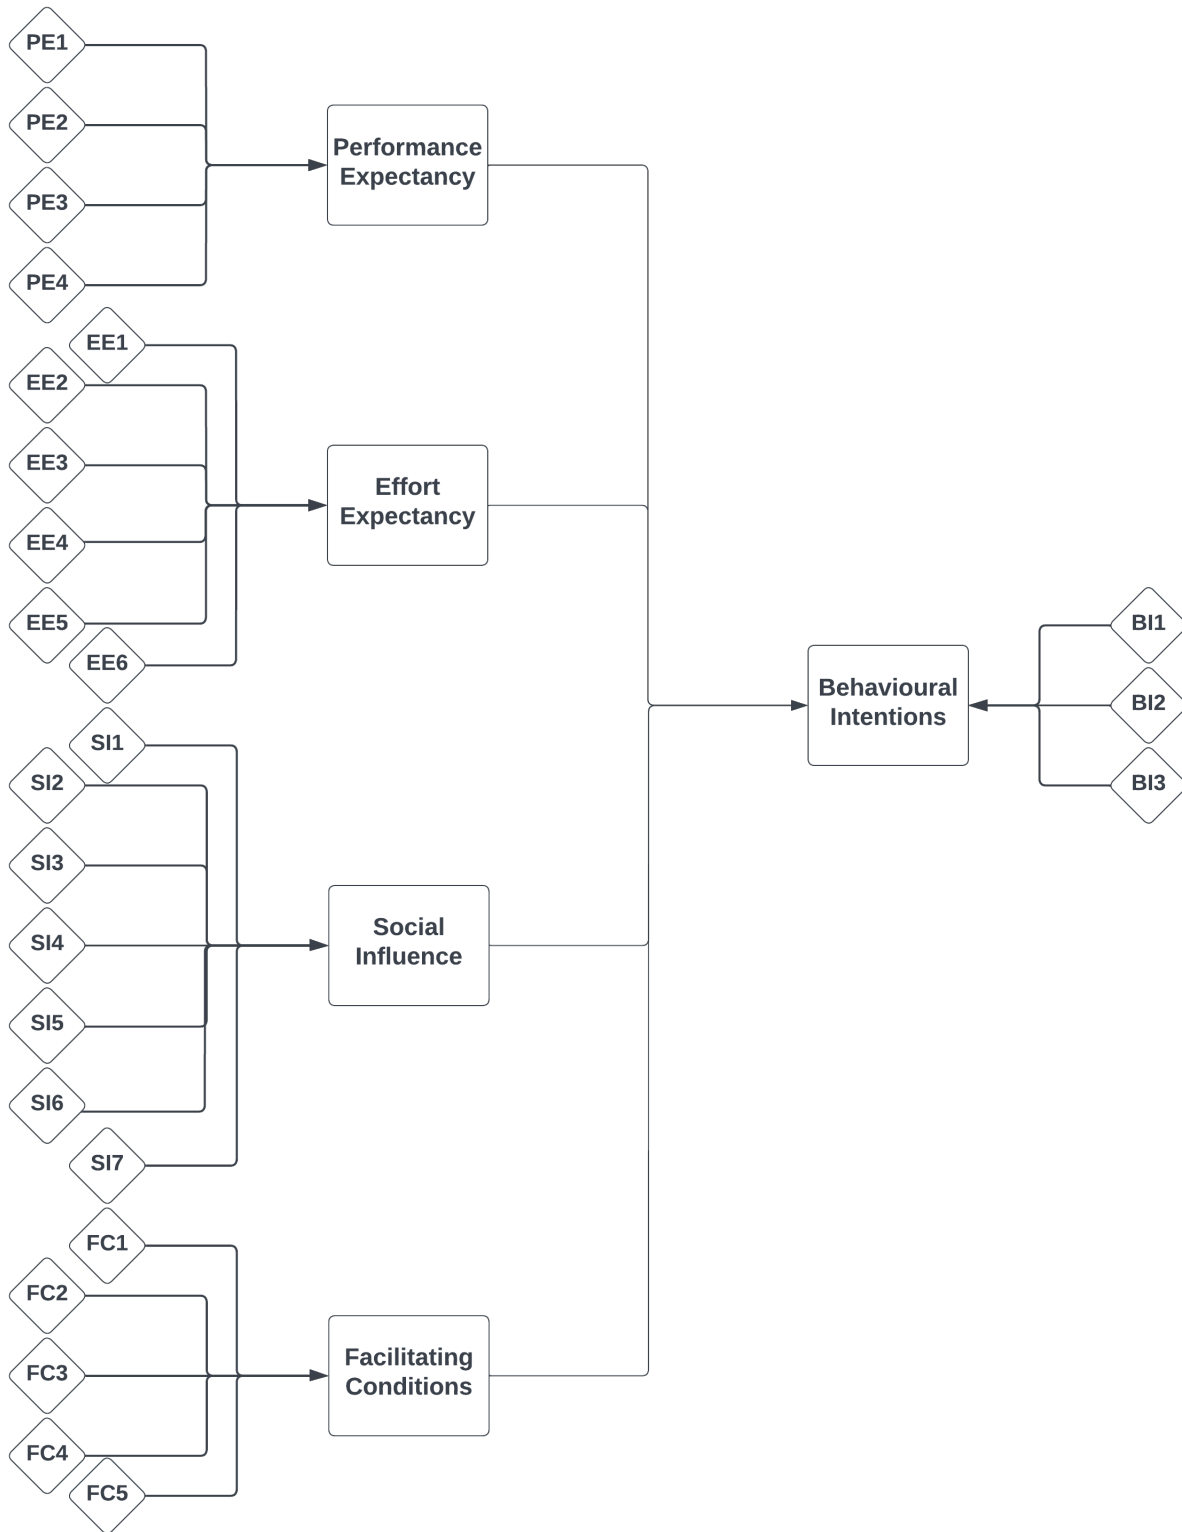 PE1
PE2
PE3
PE4
Performance
Expectancy
EE1
EE2
EE3
EE4
EE5
EE6
Effort
Expectancy
SI1
SI2
SI3
SI4
SI5
SI6
SI7
Social
Influence
FC1
FC2
FC3
FC4
FC5
Facilitating
Conditions
Behavioural
Intentions
BI1
BI2
BI3